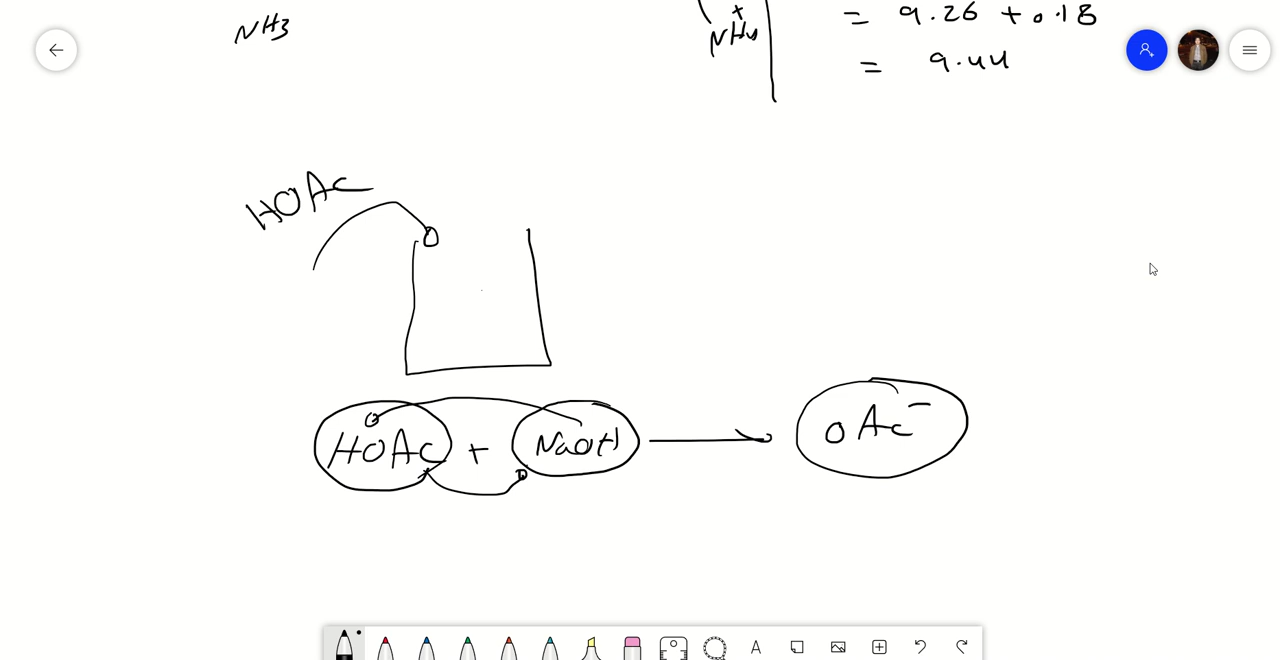 NH3
NH4+
= 9.26 + 0.18
= 9.44
HOAc
HOAc + NaOH → OAc⁻
A